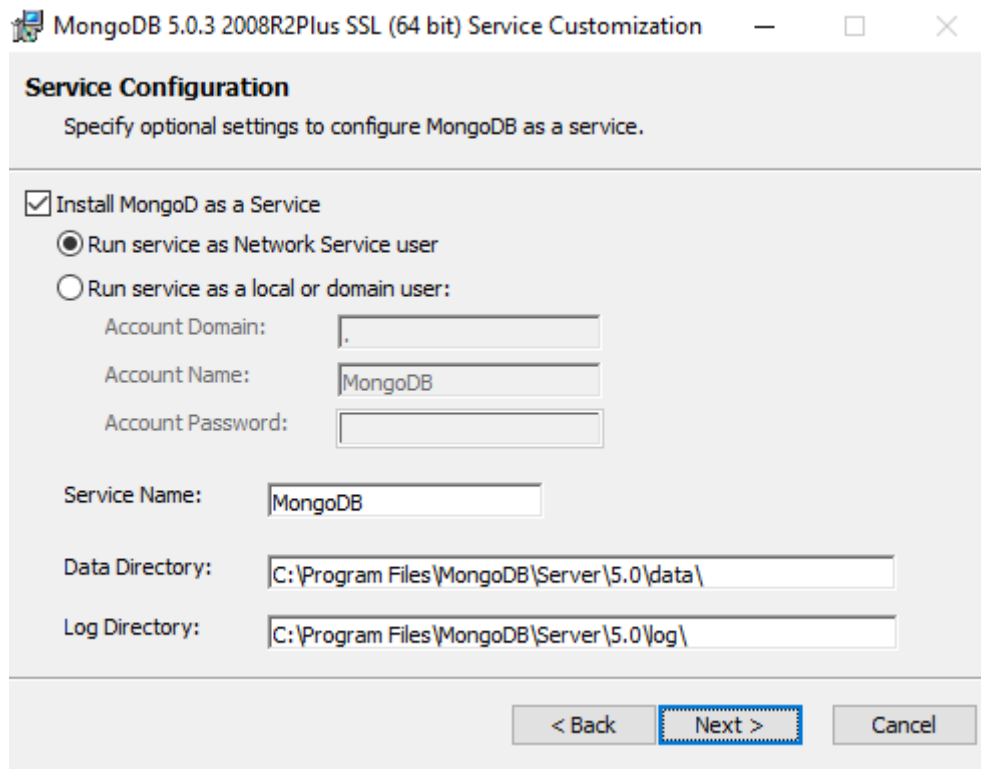 MongoDB 5.0.3 2008R2Plus SSL (64 bit) Service Customization
Service Configuration
Specify optional settings to configure MongoDB as a service.
Install MongoD as a Service
Run service as Network Service user
Run service as a local or domain user:
Account Domain: .
Account Name: MongoDB
Account Password:
Service Name: MongoDB
Data Directory: C:\Program Files\MongoDB\Server\5.0\data\
Log Directory: C:\Program Files\MongoDB\Server\5.0\log\
< Back Next > Cancel